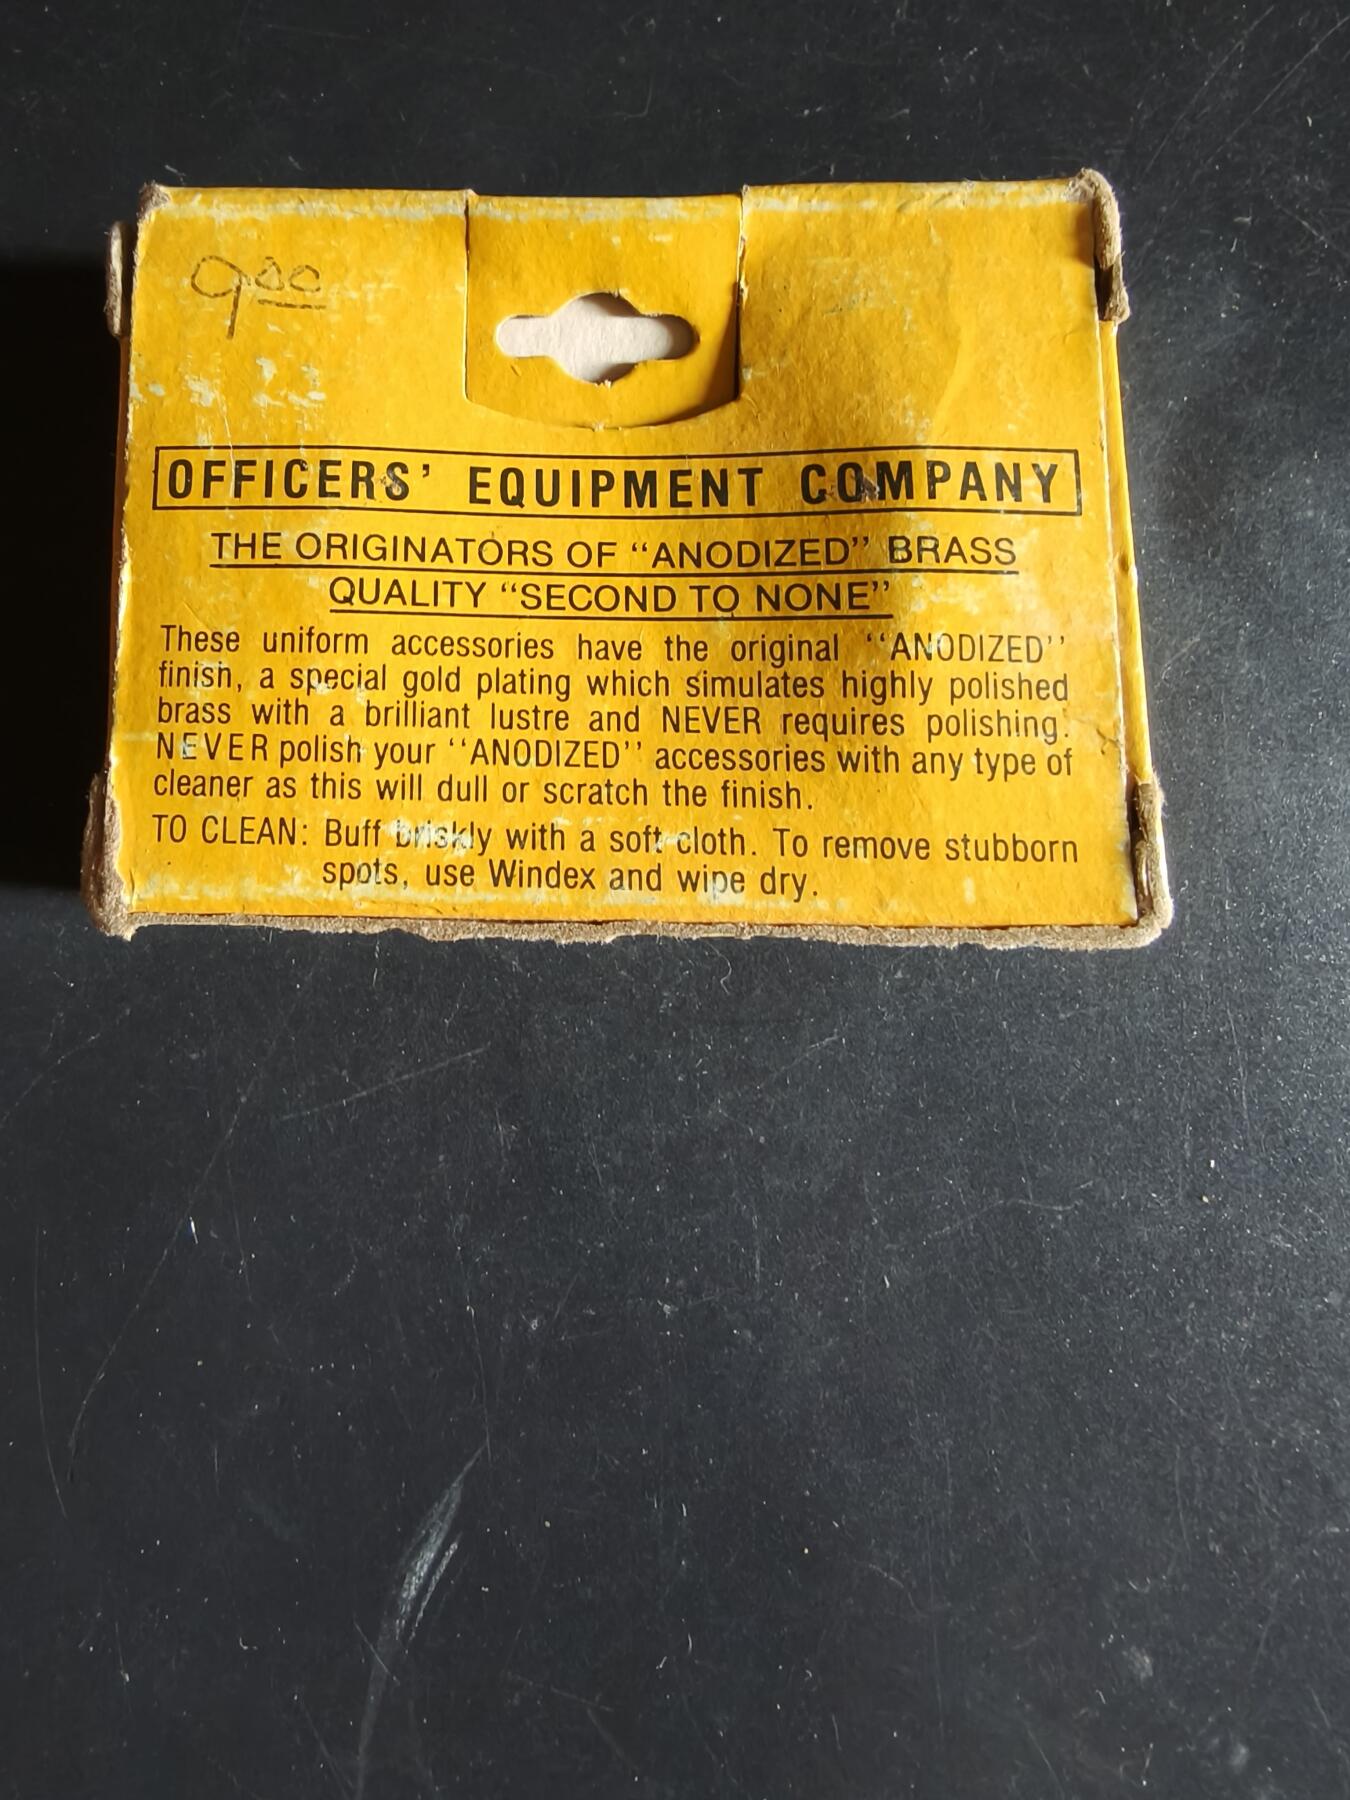 900
OFFICERS' EQUIPMENT COMPANY
THE ORIGINATORS OF “ANODIZED” BRASS
QUALITY “SECOND TO NONE”
These uniform accessories have the original “ANODIZED”
finish, a special gold plating which simulates highly polished
brass with a brilliant lustre and NEVER requires polishing.
NEVER polish your “ANODIZED” accessories with any type of
cleaner as this will dull or scratch the finish.
TO CLEAN: Buff briskly with a soft cloth. To remove stubborn
spots, use Windex and wipe dry.